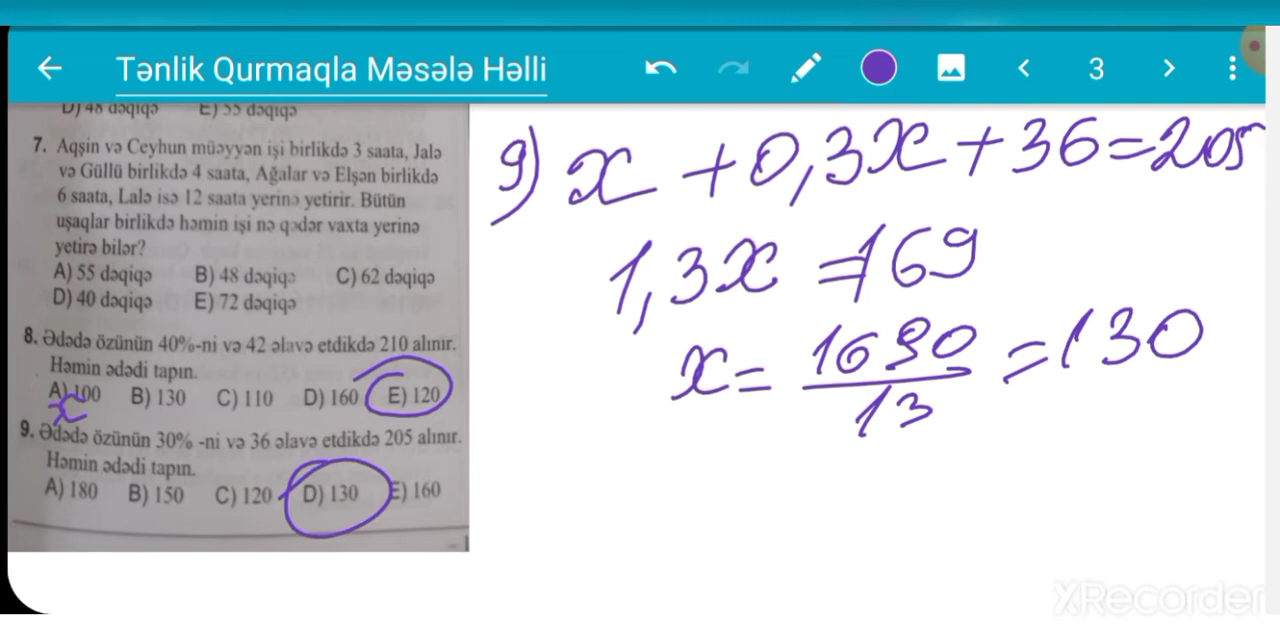 Tənlik Qurmaqla Məsələ Həlli
3
D) 48 dəqiqə E) 55 dəqiqə
7. Aqşin və Ceyhun müəyyən işi birlikdə 3 saata, Jalə
və Güllü birlikdə 4 saata, Ağalar və Elşən birlikdə
6 saata, Lalə isə 12 saata yerinə yetirir. Bütün
uşaqlar birlikdə həmin işi nə qədər vaxta yerinə
yetirə bilər?
A) 55 dəqiqə B) 48 dəqiqə C) 62 dəqiqə
D) 40 dəqiqə E) 72 dəqiqə
8. Ədədə özünün 40%-ni və 42 əlavə etdikdə 210 alınır.
Həmin ədədi tapın.
A) 100 B) 130 C) 110 D) 160 E) 120
x
9. Ədədə özünün 30% -ni və 36 əlavə etdikdə 205 alınır.
Həmin ədədi tapın.
A) 180 B) 150 C) 120 D) 130 E) 160
9) x + 0,3x + 36 = 205
1,3x = 169
x = 1690/13 = 130
XRecorder